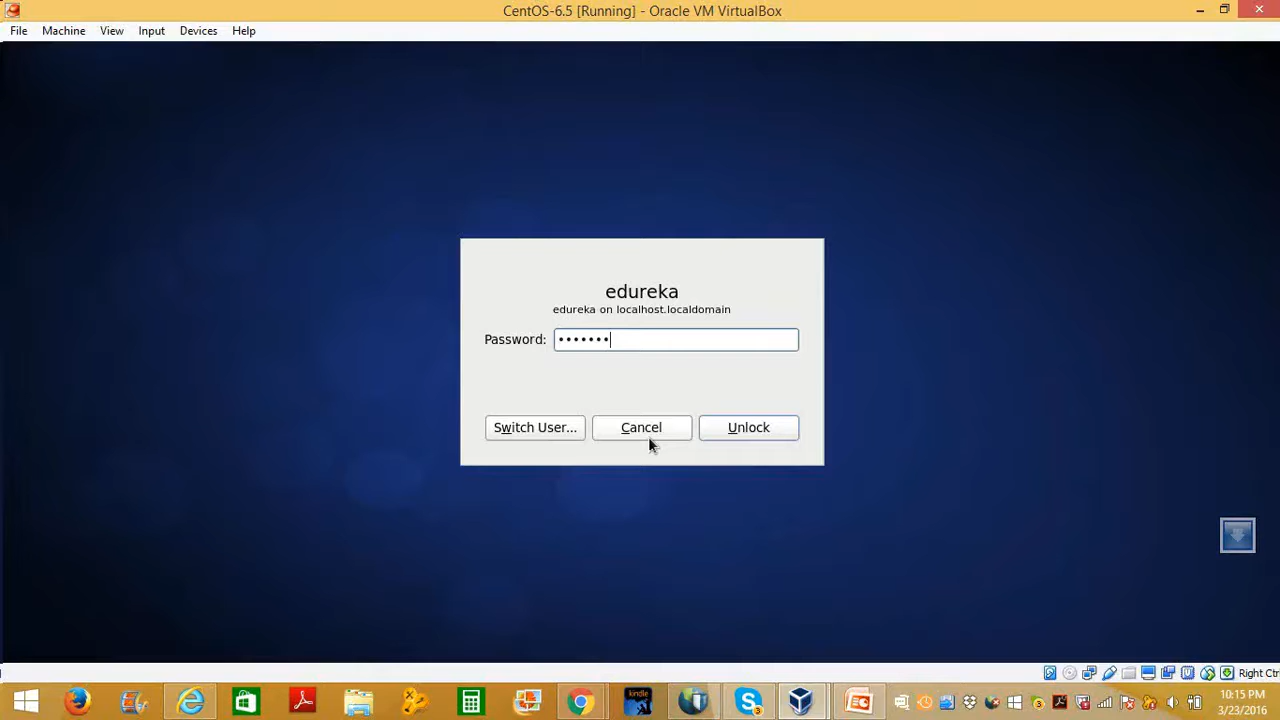 CentOS-6.5 [Running] - Oracle VM VirtualBox
File Machine View Input Devices Help
edureka
edureka on localhost.localdomain
Password: •••••••
Switch User... Cancel Unlock
Right Ctrl
kindle
10:15 PM
3/23/2016